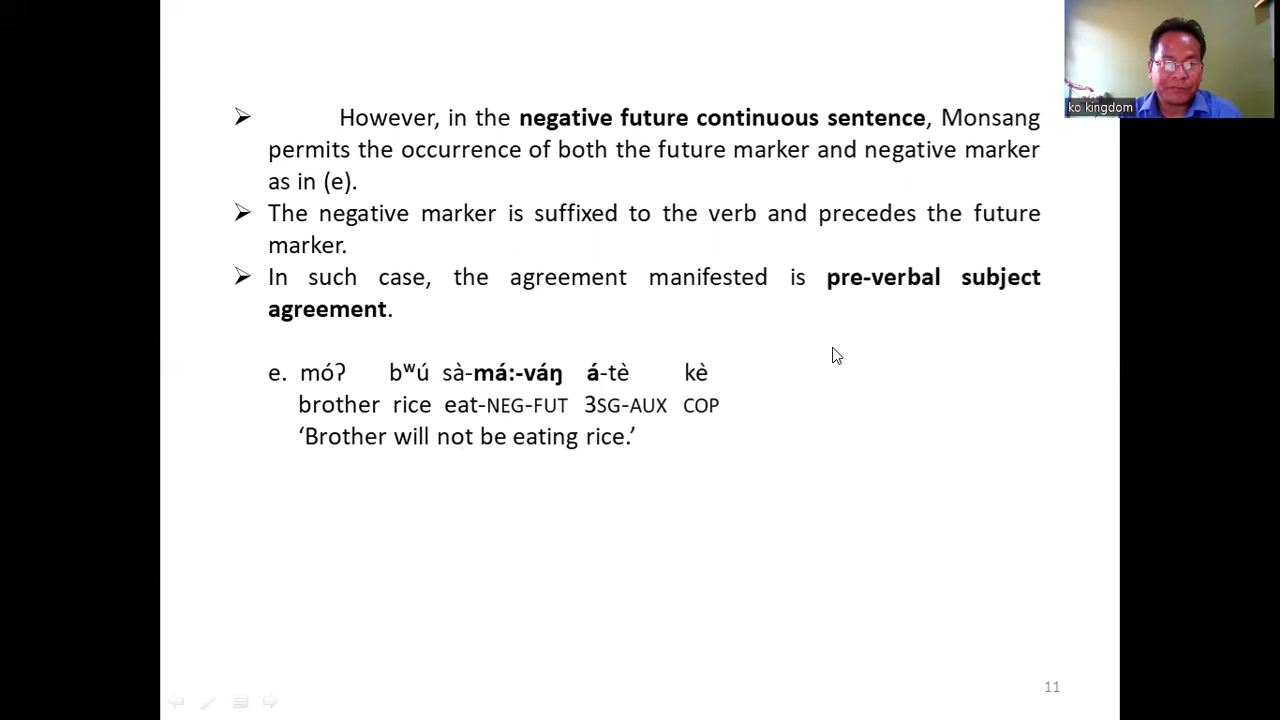 ko kingdom
➢ However, in the negative future continuous sentence, Monsang
permits the occurrence of both the future marker and negative marker
as in (e).
➢ The negative marker is suffixed to the verb and precedes the future
marker.
➢ In such case, the agreement manifested is pre-verbal subject
agreement.
e. móʔ bʷú sà-má:-váŋ á-tè kè
brother rice eat-NEG-FUT 3SG-AUX COP
‘Brother will not be eating rice.’
11